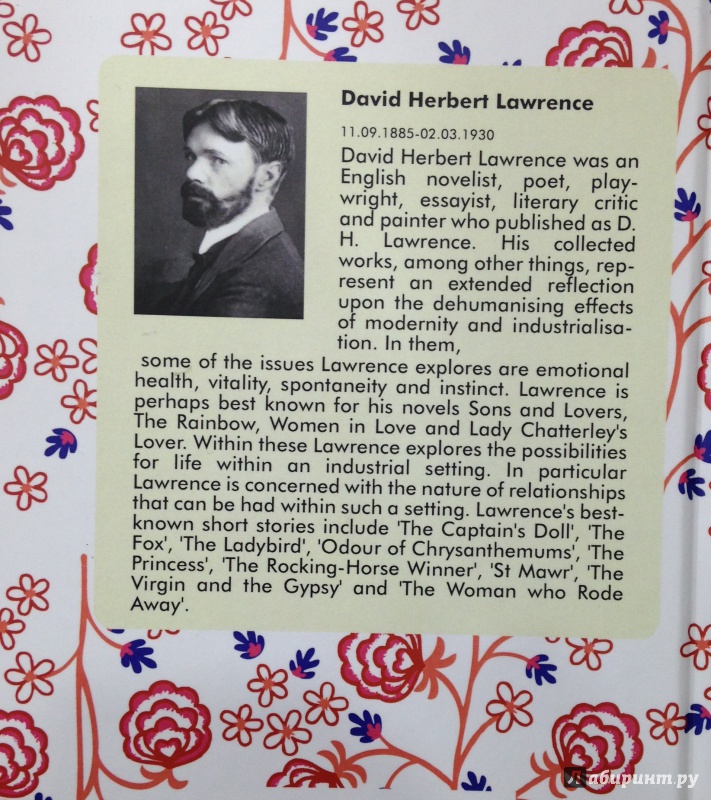 David Herbert Lawrence
11.09.1885-02.03.1930
David Herbert Lawrence was an
English novelist, poet, play-
wright, essayist, literary critic
and painter who published as D.
H. Lawrence. His collected
works, among other things, rep-
resent an extended reflection
upon the dehumanising effects
of modernity and industrialisa-
tion. In them,
some of the issues Lawrence explores are emotional
health, vitality, spontaneity and instinct. Lawrence is
perhaps best known for his novels Sons and Lovers,
The Rainbow, Women in Love and Lady Chatterley's
Lover. Within these Lawrence explores the possibilities
for life within an industrial setting. In particular
Lawrence is concerned with the nature of relationships
that can be had within such a setting. Lawrence's best-
known short stories include 'The Captain's Doll', 'The
Fox', 'The Ladybird', 'Odour of Chrysanthemums', 'The
Princess', 'The Rocking-Horse Winner', 'St Mawr', 'The
Virgin and the Gypsy' and 'The Woman who Rode
Away'.
Лабиринт.ру